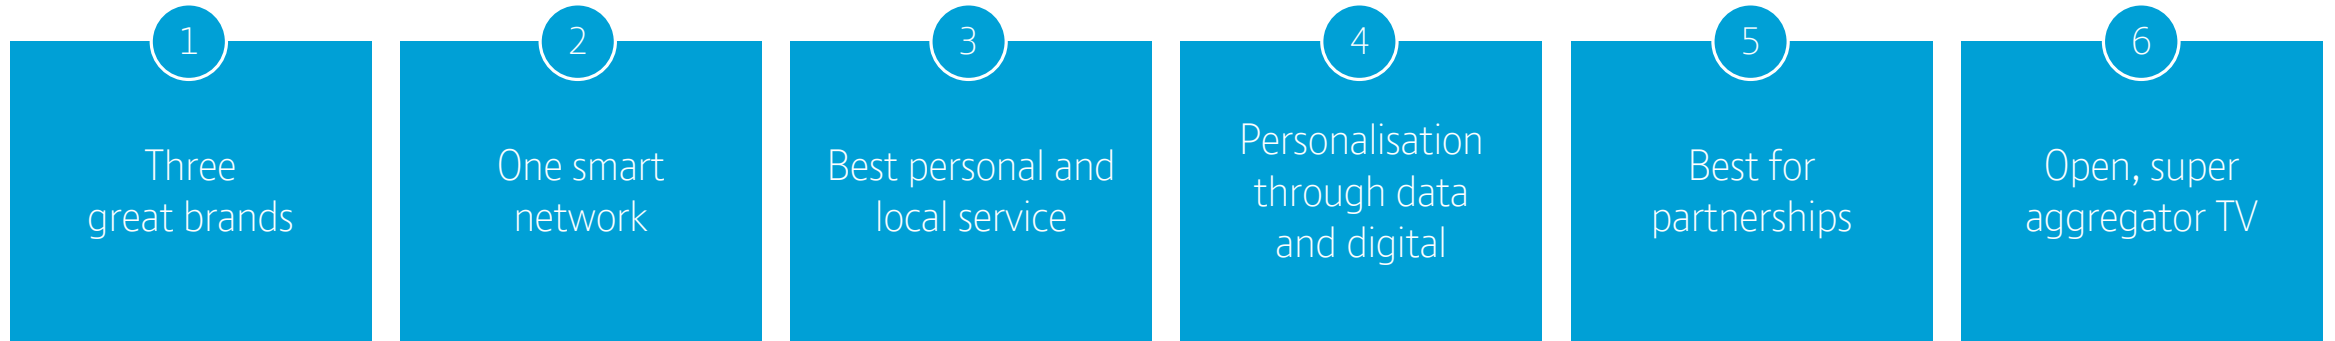 1
Three
great brands
2
One smart
network
3
Best personal and
local service
4
Personalisation
through data
and digital
5
Best for
partnerships
6
Open, super
aggregator TV